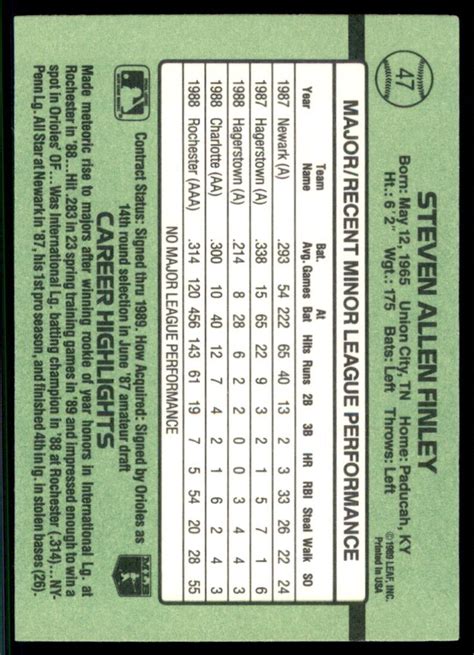 47
STEVEN ALLEN FINLEY
Born: May 12, 1965 Union City, TN Home: Paducah, KY
Ht.: 6' 2" Wgt.: 175 Bats: Left Throws: Left
©1989 LEAF, INC.
Printed in USA
MAJOR/RECENT MINOR LEAGUE PERFORMANCE
Year Team Name Bat. Avg. Games At Bat Hits Runs 2B 3B HR RBI Steal Walk SO
1987 Newark (A) .293 54 222 65 40 13 2 3 33 26 22 24
1987 Hagerstown (A) .338 15 65 22 9 3 2 1 5 7 1 6
1988 Hagerstown (A) .214 8 28 6 2 2 0 0 3 4 4 3
1988 Charlotte (AA) .300 10 40 12 7 4 2 1 6 2 4 3
1988 Rochester (AAA) .314 120 456 143 61 19 7 5 54 20 28 55
NO MAJOR LEAGUE PERFORMANCE
Contract Status: Signed thru 1989. How Acquired: Signed by Orioles as
14th round selection in June '87 amateur draft
MLB
CAREER HIGHLIGHTS
Made meteoric rise to majors after winning rookie of year honors in International Lg. at
Rochester in '88... Hit .283 in 23 spring training games in '89 and impressed enough to win a
spot in Orioles' OF ... Was International Lg. batting champion in '88 at Rochester (.314)... NY-
Penn Lg. All Star at Newark in '87, his 1st pro season, and finished 4th in lg. in stolen bases (26).